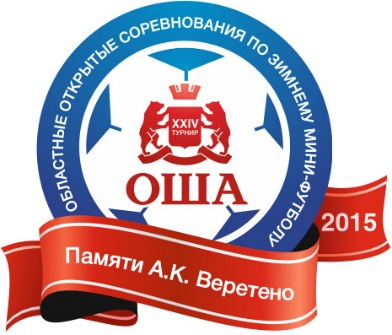 ОБЛАСТНЫЕ ОТКРЫТЫЕ СОРЕВНОВАНИЯ ПО ЗИМНЕМУ МИНИ-ФУТБОЛУ
XXIV
ТУРНИР
ОША
2015
Памяти А.К. Веретено